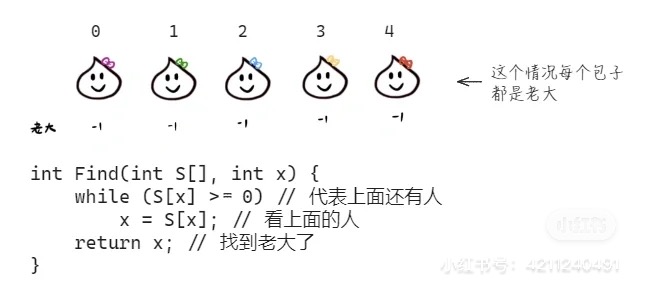 0 1 2 3 4
这个情况每个包子
都是老大
老大 -1 -1 -1 -1 -1
int Find(int S[], int x) {
while (S[x] >= 0) // 代表上面还有人
x = S[x]; // 看上面的人
return x; // 找到老大了
}
小红书
小红书号：4211240491